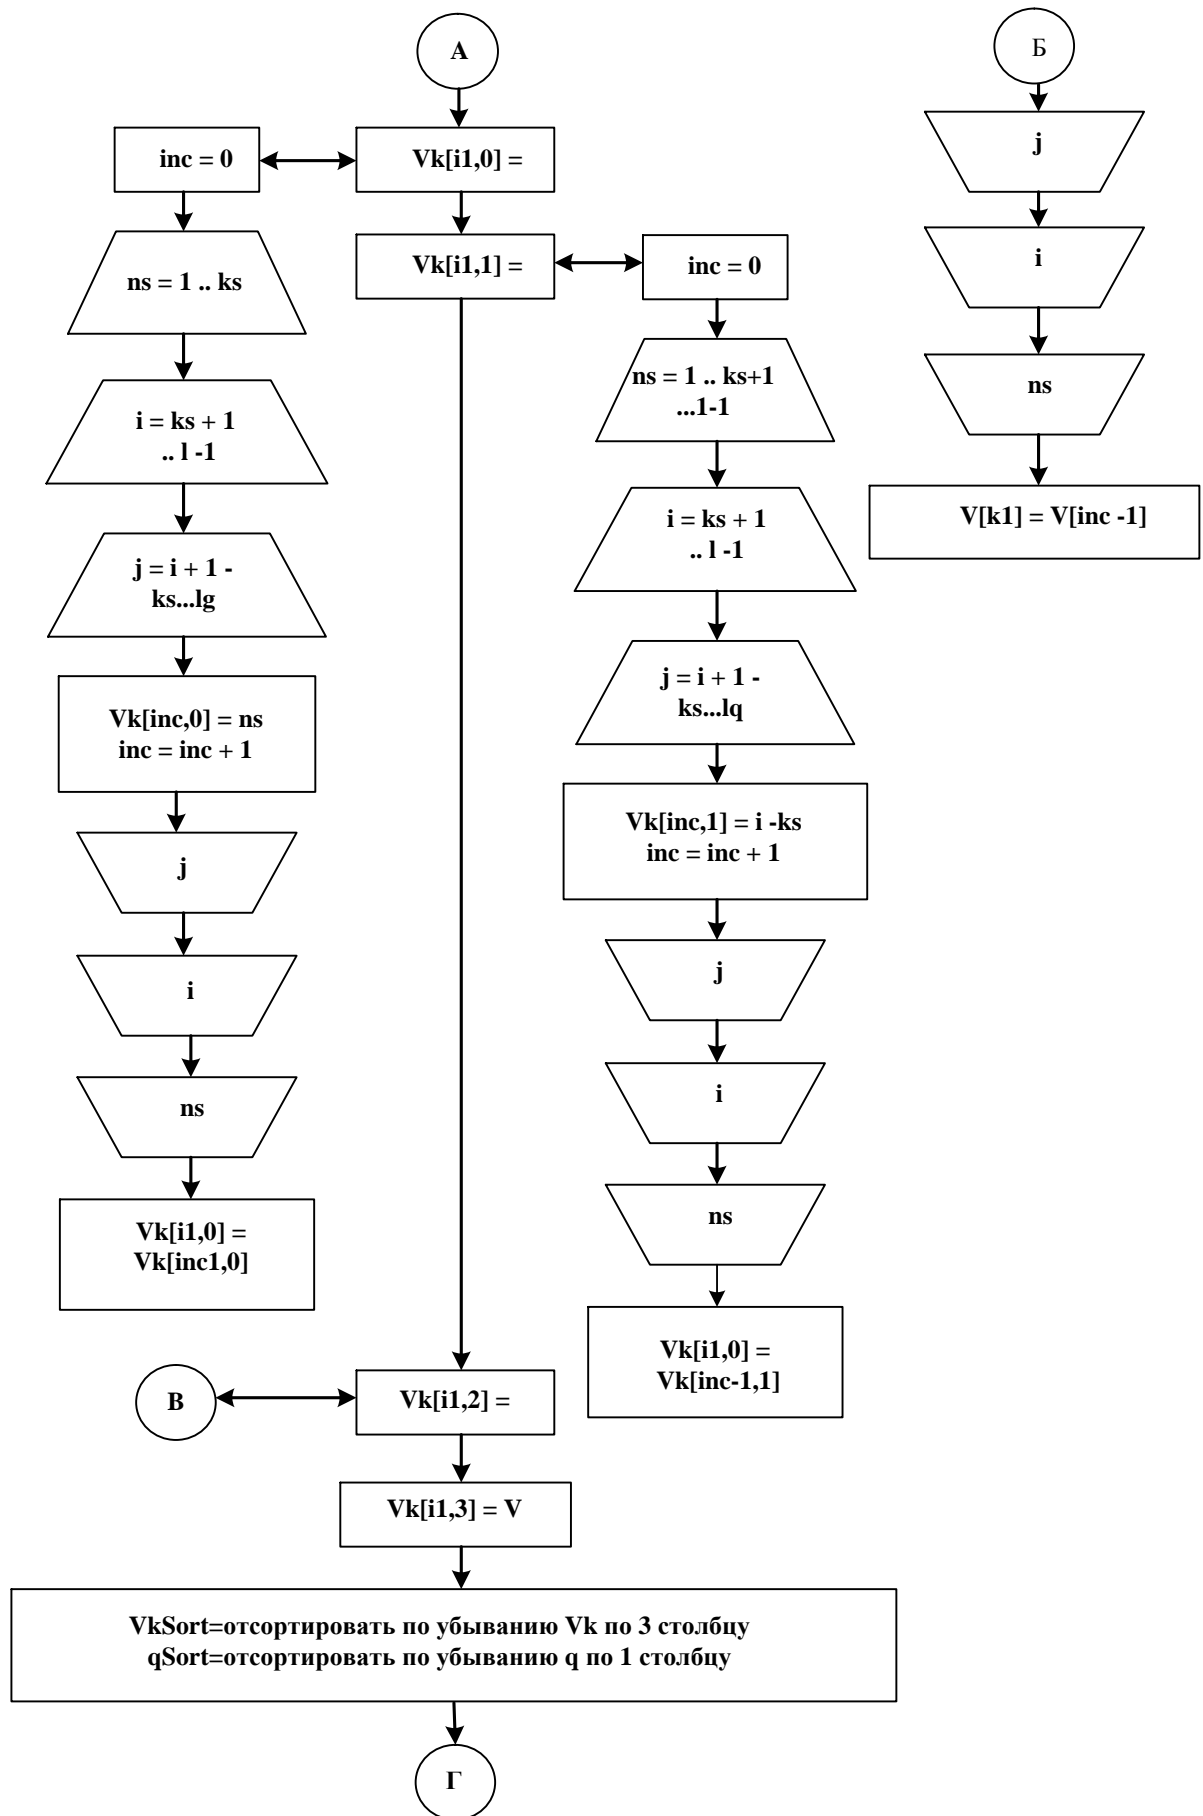 А
Vk[i1,0] =
inc = 0
ns = 1 .. ks
i = ks + 1
.. l -1
j = i + 1 -
ks...lg
Vk[inc,0] = ns
inc = inc + 1
j
i
ns
Vk[i1,0] =
Vk[inc1,0]
Vk[i1,1] =
inc = 0
ns = 1 .. ks+1
...1-1
i = ks + 1
.. l -1
j = i + 1 -
ks...lq
Vk[inc,1] = i -ks
inc = inc + 1
j
i
ns
Vk[i1,0] =
Vk[inc-1,1]
Vk[i1,2] =
В
Vk[i1,3] = V
VkSort=отсортировать по убыванию Vk по 3 столбцу
qSort=отсортировать по убыванию q по 1 столбцу
Г
Б
j
i
ns
V[k1] = V[inc -1]